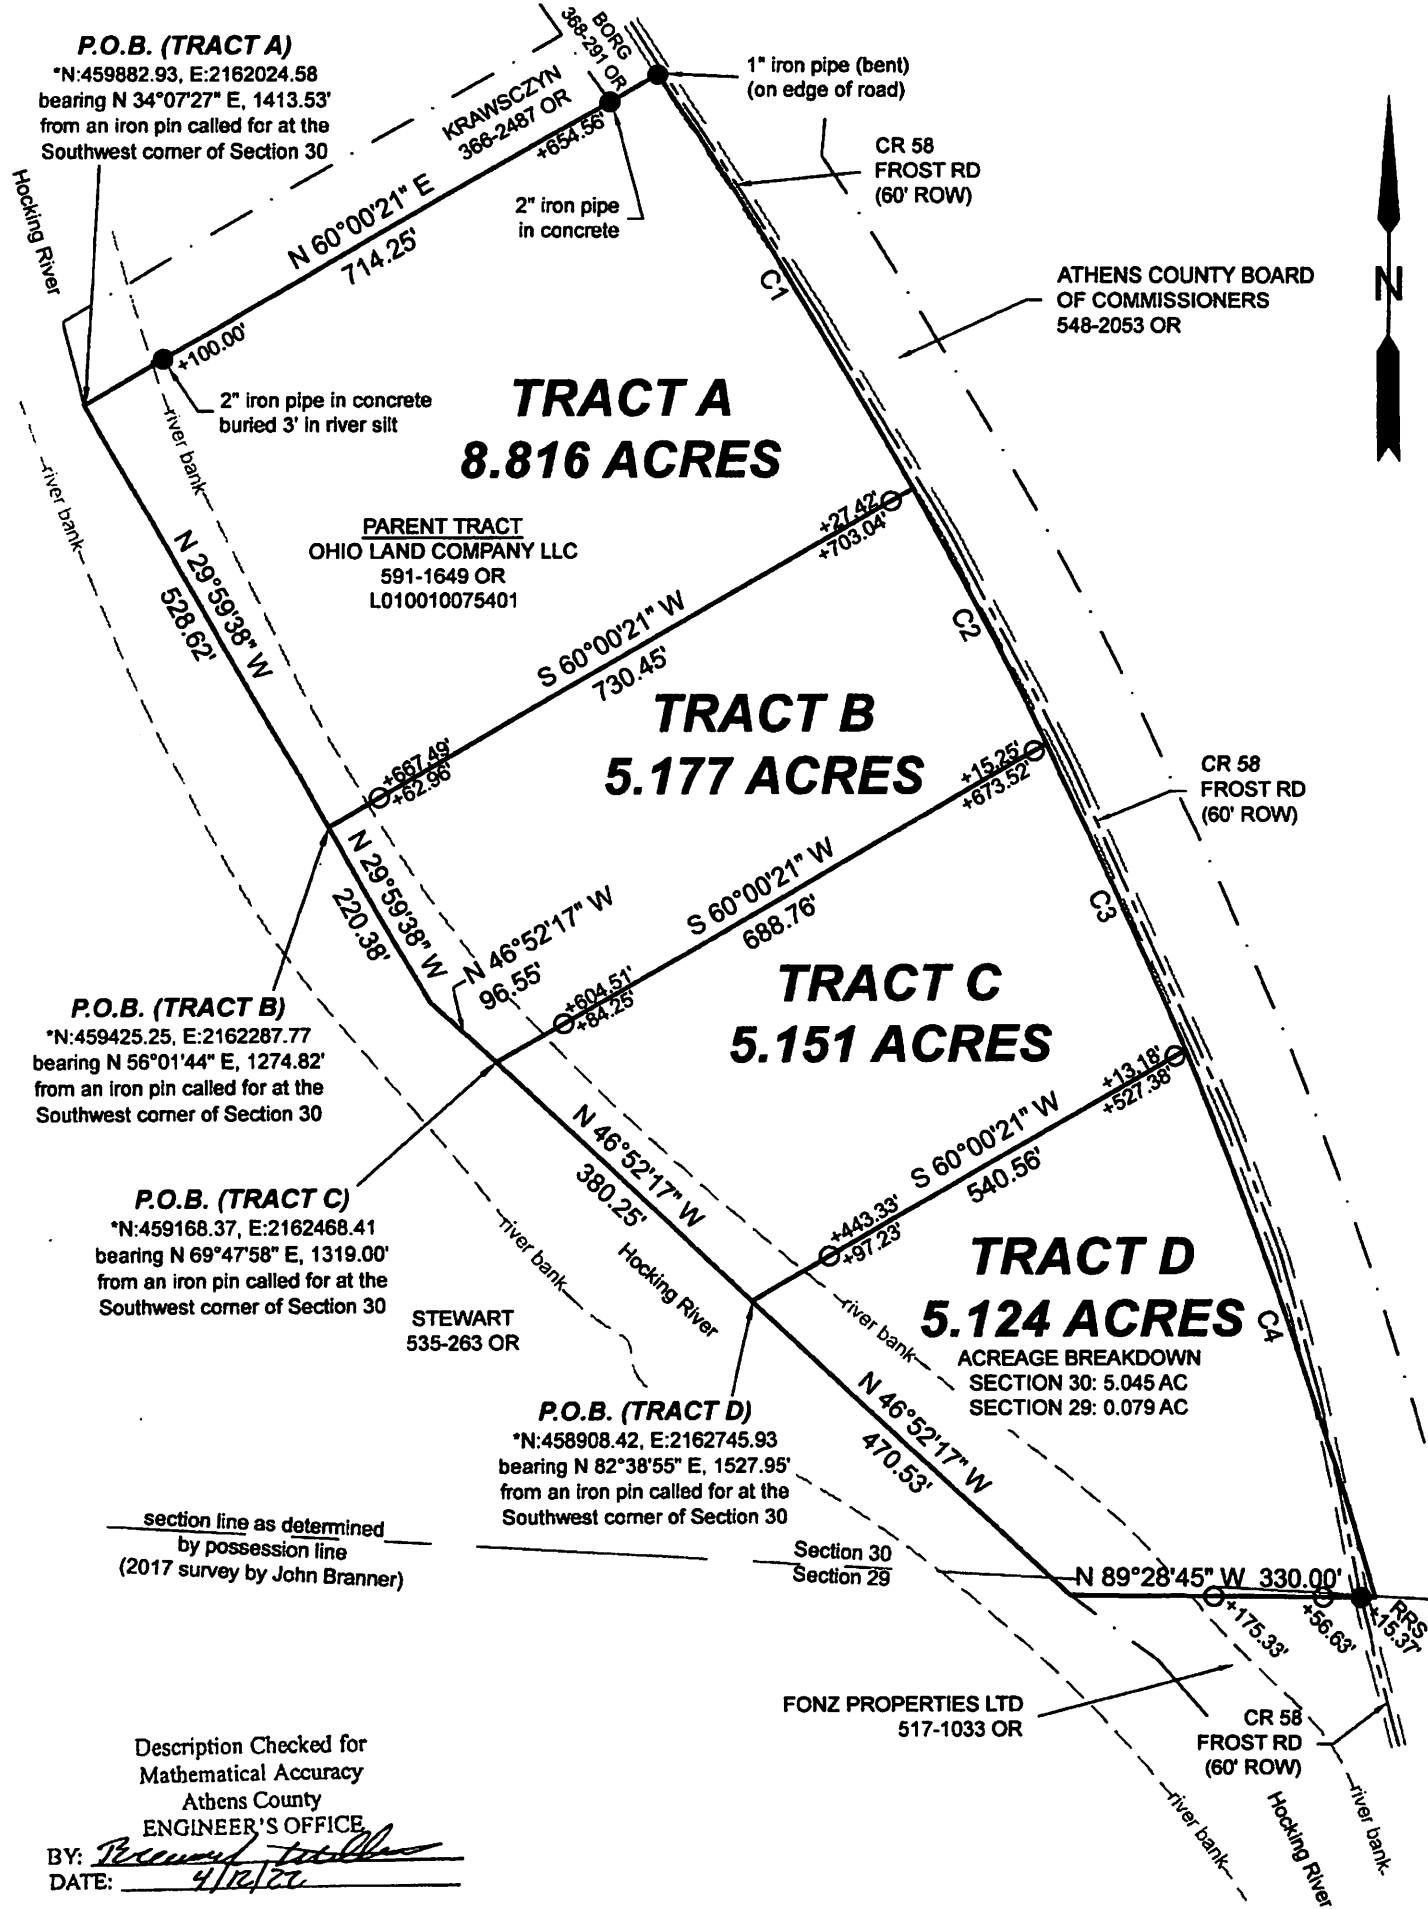 P.O.B. (TRACT A)
*N:459882.93, E:2162024.58
bearing N 34°07'27" E, 1413.53'
from an iron pin called for at the
Southwest corner of Section 30
BORG
368-291 OR
KRAWSCZYN
366-2487 OR
+654.56'
1" iron pipe (bent)
(on edge of road)
CR 58
FROST RD
(60' ROW)
2" iron pipe
in concrete
Hocking River
N 60°00'21" E
714.25'
C1
ATHENS COUNTY BOARD
OF COMMISSIONERS
548-2053 OR
N
+100.00'
2" iron pipe in concrete
buried 3' in river silt
river bank
river bank
TRACT A
8.816 ACRES
PARENT TRACT
OHIO LAND COMPANY LLC
591-1649 OR
L010010075401
+27.42'
+703.04'
N 29°59'38" W
528.62'
S 60°00'21" W
730.45'
C2
TRACT B
5.177 ACRES
+667.49'
+62.96'
+15.25'
+673.52'
CR 58
FROST RD
(60' ROW)
N 29°59'38" W
220.38'
N 46°52'17" W
96.55'
S 60°00'21" W
688.76'
C3
P.O.B. (TRACT B)
*N:459425.25, E:2162287.77
bearing N 56°01'44" E, 1274.82'
from an iron pin called for at the
Southwest corner of Section 30
+604.51'
+84.25'
TRACT C
5.151 ACRES
+13.18'
+527.38'
N 46°52'17" W
380.25'
S 60°00'21" W
540.56'
P.O.B. (TRACT C)
*N:459168.37, E:2162468.41
bearing N 69°47'58" E, 1319.00'
from an iron pin called for at the
Southwest corner of Section 30
river bank
Hocking River
+443.33'
+97.23'
TRACT D
5.124 ACRES
ACREAGE BREAKDOWN
SECTION 30: 5.045 AC
SECTION 29: 0.079 AC
C4
STEWART
535-263 OR
river bank
P.O.B. (TRACT D)
*N:458908.42, E:2162745.93
bearing N 82°38'55" E, 1527.95'
from an iron pin called for at the
Southwest corner of Section 30
N 46°52'17" W
470.53'
section line as determined
by possession line
(2017 survey by John Branner)
Section 30
Section 29
N 89°28'45" W 330.00'
+175.33'
+56.63'
RRS
+15.37'
FONZ PROPERTIES LTD
517-1033 OR
CR 58
FROST RD
(60' ROW)
river bank
Hocking River
river bank
Description Checked for
Mathematical Accuracy
Athens County
ENGINEER'S OFFICE
BY:
DATE: 4/12/22